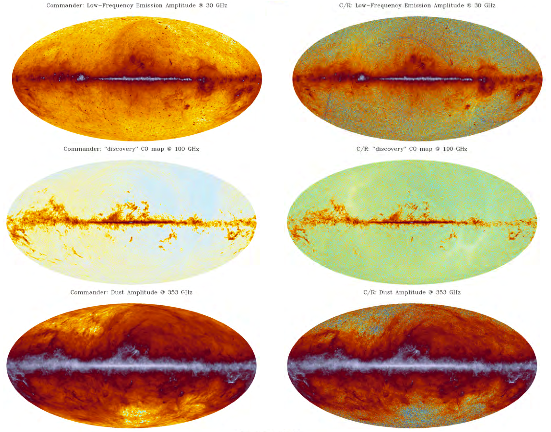 Commander: Low-Frequency Emission Amplitude @ 30 GHz
C/R: Low-Frequency Emission Amplitude @ 30 GHz
Commander: "discovery" CO map @ 100 GHz
C/R: "discovery" CO map @ 100 GHz
Commander: Dust Amplitude @ 353 GHz
C/R: Dust Amplitude @ 353 GHz